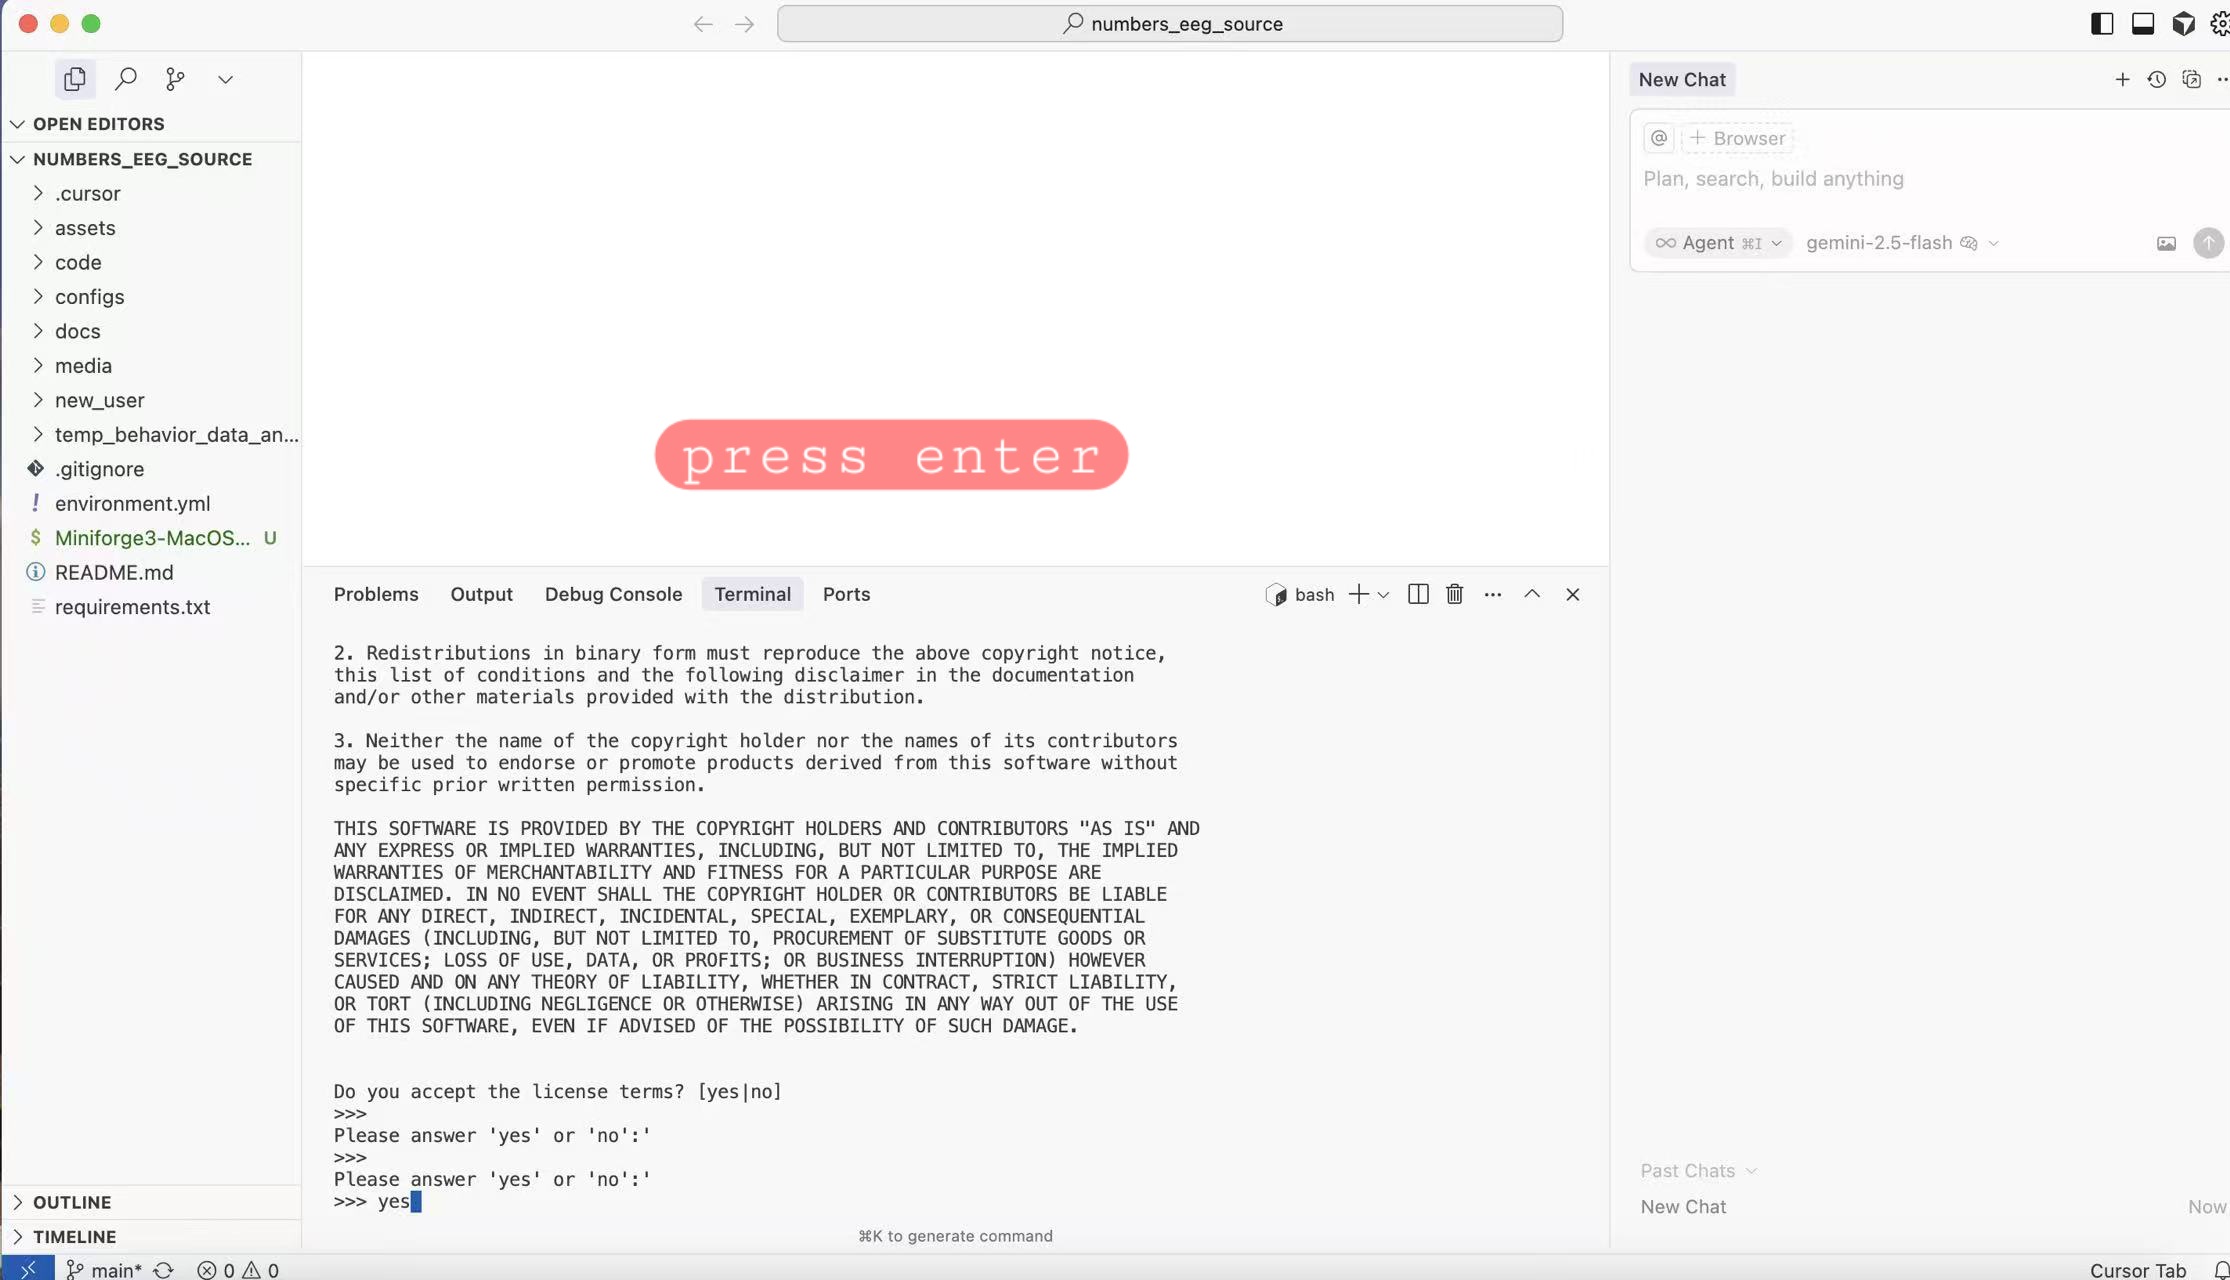 numbers_eeg_source
OPEN EDITORS
NUMBERS_EEG_SOURCE
.cursor
assets
code
configs
docs
media
new_user
temp_behavior_data_an...
.gitignore
! environment.yml
$ Miniforge3-MacOS... U
README.md
requirements.txt
OUTLINE
TIMELINE
press enter
Problems Output Debug Console Terminal Ports
bash
2. Redistributions in binary form must reproduce the above copyright notice,
this list of conditions and the following disclaimer in the documentation
and/or other materials provided with the distribution.
3. Neither the name of the copyright holder nor the names of its contributors
may be used to endorse or promote products derived from this software without
specific prior written permission.
THIS SOFTWARE IS PROVIDED BY THE COPYRIGHT HOLDERS AND CONTRIBUTORS "AS IS" AND
ANY EXPRESS OR IMPLIED WARRANTIES, INCLUDING, BUT NOT LIMITED TO, THE IMPLIED
WARRANTIES OF MERCHANTABILITY AND FITNESS FOR A PARTICULAR PURPOSE ARE
DISCLAIMED. IN NO EVENT SHALL THE COPYRIGHT HOLDER OR CONTRIBUTORS BE LIABLE
FOR ANY DIRECT, INDIRECT, INCIDENTAL, SPECIAL, EXEMPLARY, OR CONSEQUENTIAL
DAMAGES (INCLUDING, BUT NOT LIMITED TO, PROCUREMENT OF SUBSTITUTE GOODS OR
SERVICES; LOSS OF USE, DATA, OR PROFITS; OR BUSINESS INTERRUPTION) HOWEVER
CAUSED AND ON ANY THEORY OF LIABILITY, WHETHER IN CONTRACT, STRICT LIABILITY,
OR TORT (INCLUDING NEGLIGENCE OR OTHERWISE) ARISING IN ANY WAY OUT OF THE USE
OF THIS SOFTWARE, EVEN IF ADVISED OF THE POSSIBILITY OF SUCH DAMAGE.
Do you accept the license terms? [yes|no]
>>>
Please answer 'yes' or 'no':'
>>>
Please answer 'yes' or 'no':'
>>> yes
⌘K to generate command
New Chat
@ + Browser
Plan, search, build anything
∞ Agent ⌘I gemini-2.5-flash
Past Chats
New Chat Now
main* 0 0
Cursor Tab